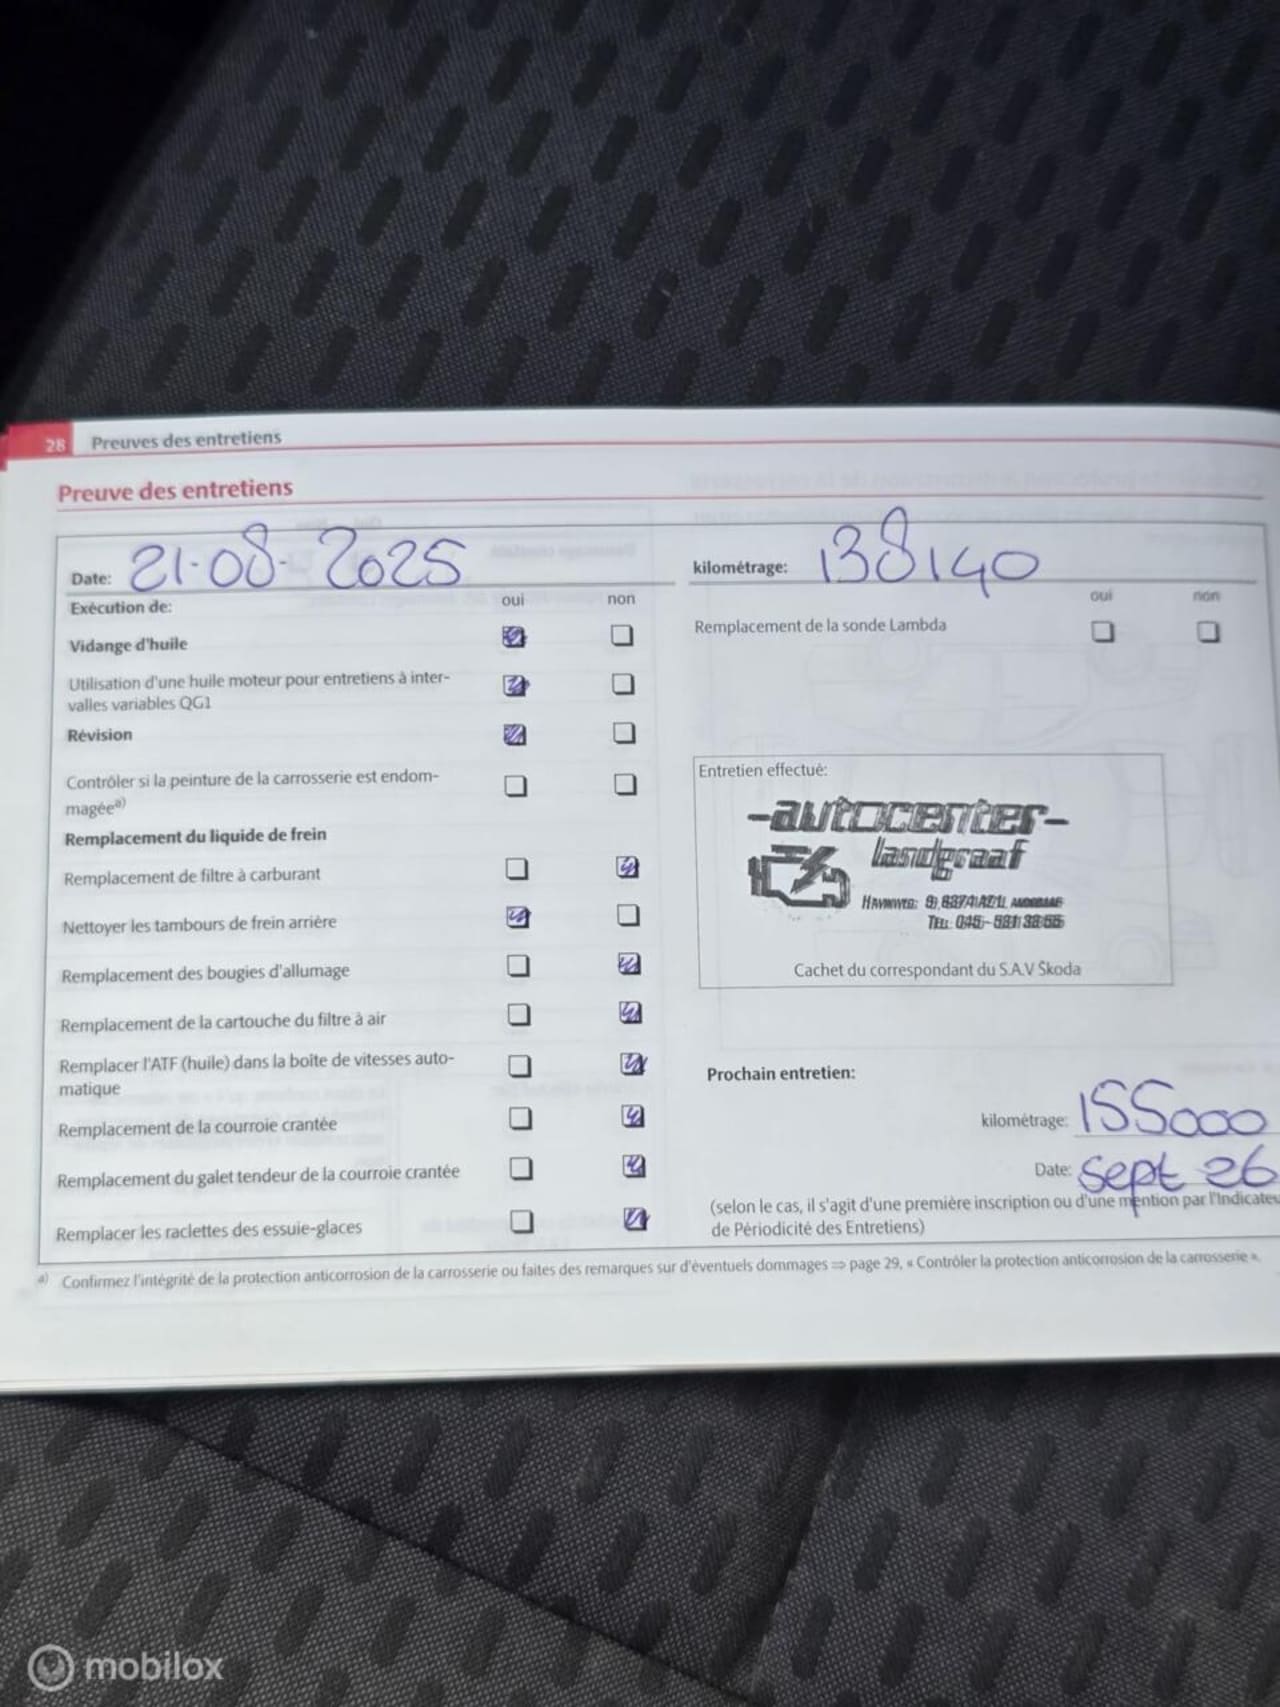 28 Preuves des entretiens
Preuve des entretiens
Date: 21-08-2025
kilométrage: 138140
Exécution de: oui non
oui non
Vidange d'huile
Remplacement de la sonde Lambda
Utilisation d'une huile moteur pour entretiens à inter-
valles variables QG1
Révision
Contrôler si la peinture de la carrosserie est endom-
magée a)
Remplacement du liquide de frein
Remplacement de filtre à carburant
Nettoyer les tambours de frein arrière
Remplacement des bougies d'allumage
Remplacement de la cartouche du filtre à air
Remplacer l'ATF (huile) dans la boîte de vitesses auto-
matique
Remplacement de la courroie crantée
Remplacement du galet tendeur de la courroie crantée
Remplacer les raclettes des essuie-glaces
Entretien effectué:
-autocenter-
landgraaf
Tel: 045-
Cachet du correspondant du S.A.V Škoda
Prochain entretien:
kilométrage: 155000
Date: Sept 26
(selon le cas, il s'agit d'une première inscription ou d'une mention par l'Indicateu
de Périodicité des Entretiens)
a) Confirmez l'intégrité de la protection anticorrosion de la carrosserie ou faites des remarques sur d'éventuels dommages ⇒ page 29, « Contrôler la protection anticorrosion de la carrosserie ».
mobilox